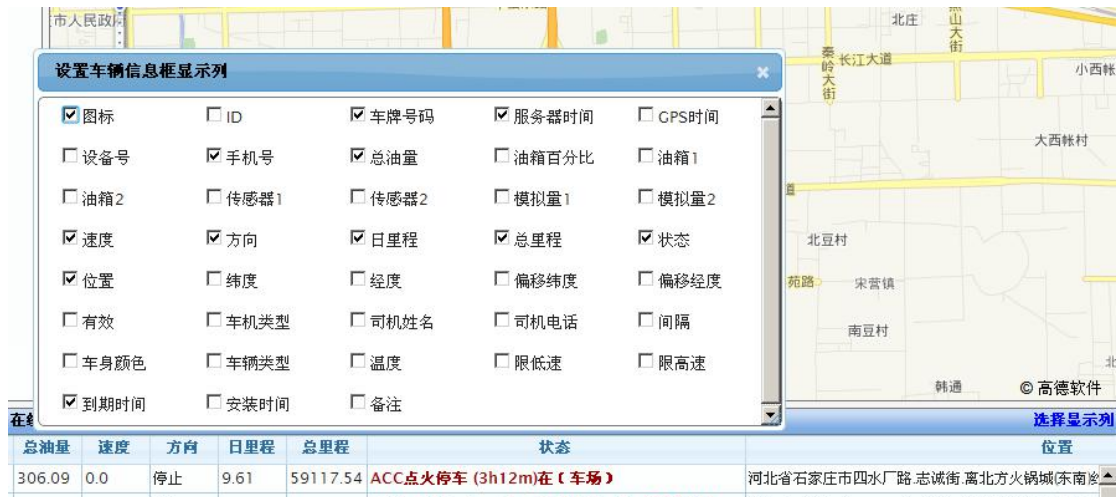 市人民政府
北庄
黑山大街
秦岭大街
长江大道
小西帐
大西帐村
道
北豆村
苑路
宋营镇
南豆村
韩通
北
© 高德软件
设置车辆信息框显示列
图标 ID 车牌号码 服务器时间 GPS时间
设备号 手机号 总油量 油箱百分比 油箱1
油箱2 传感器1 传感器2 模拟量1 模拟量2
速度 方向 日里程 总里程 状态
位置 纬度 经度 偏移纬度 偏移经度
有效 车机类型 司机姓名 司机电话 间隔
车身颜色 车辆类型 温度 限低速 限高速
到期时间 安装时间 备注
在线 选择显示列
总油量 速度 方向 日里程 总里程 状态 位置
306.09 0.0 停止 9.61 59117.54 ACC点火停车 (3h12m)在(车场) 河北省石家庄市四水厂路.志诚街.离北方火锅城(东南)